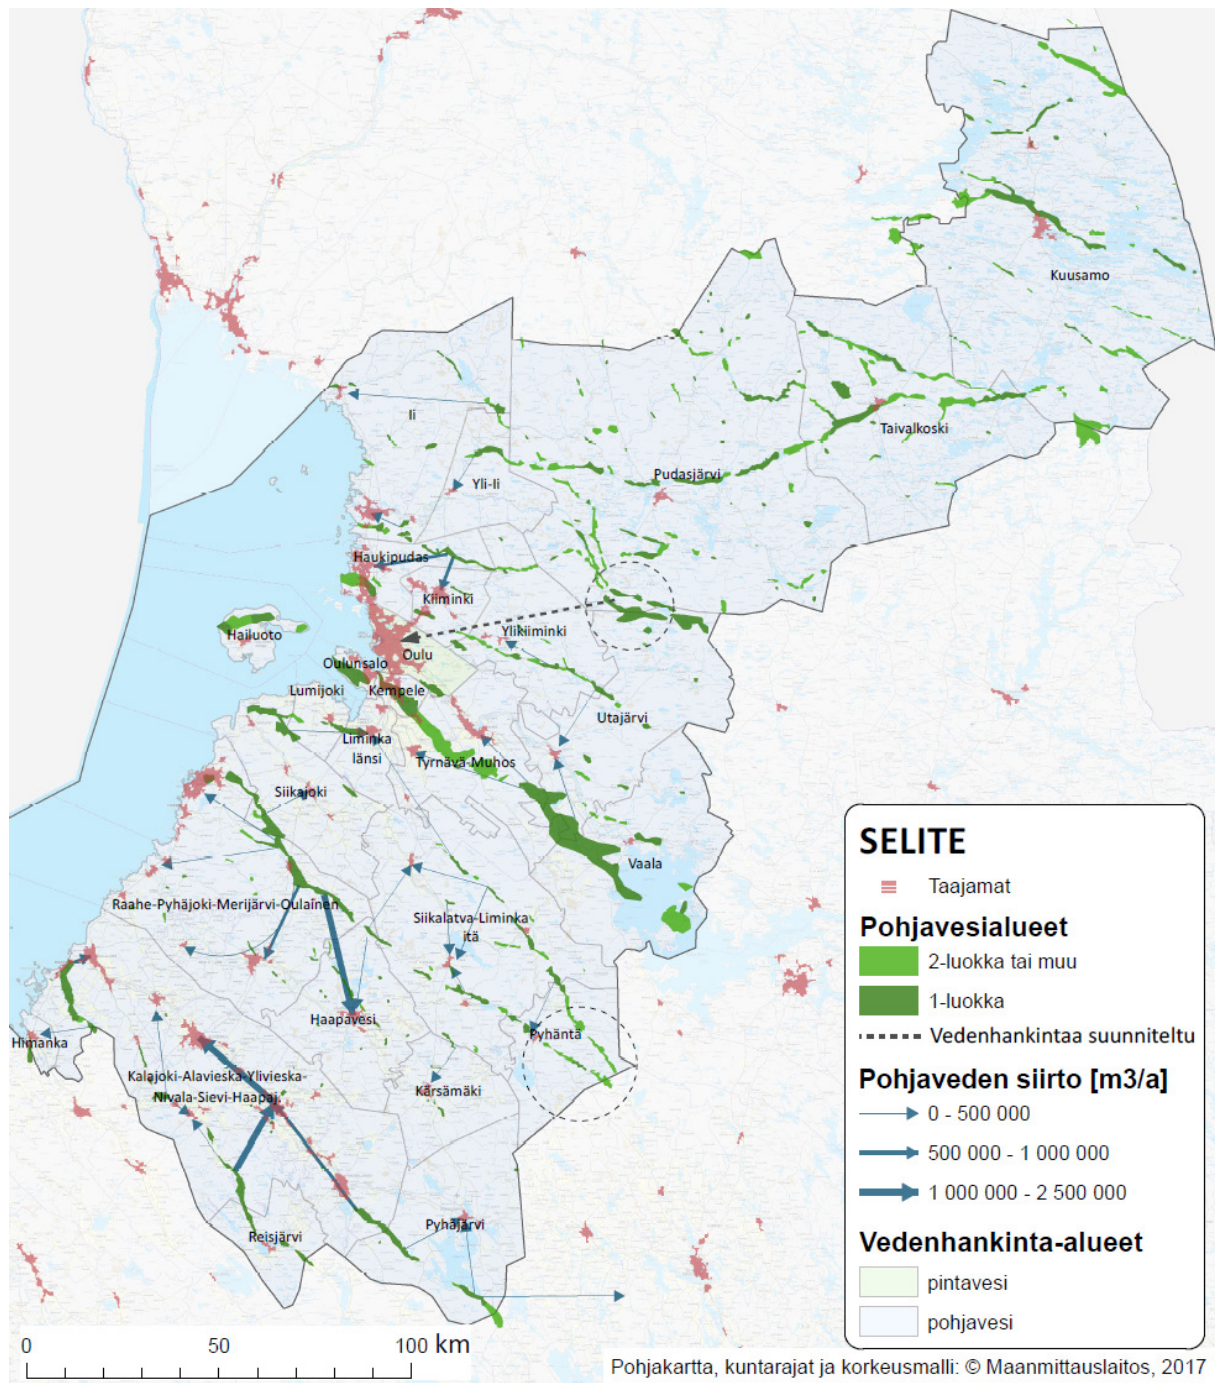 Kuusamo
Ii
Taivalkoski
Pudasjärvi
Yli-Ii
Haukipudas
Kiiminki
Ylikiiminki
Hailuoto
Oulu
Oulunsalo
Lumijoki
Kempele
Utajärvi
Liminka
länsi
Tyrnävä-Muhos
Siikajoki
Vaala
Raahe-Pyhäjoki-Merijärvi-Oulainen
Siikalatva-Liminka
itä
Haapavesi
Pyhäntä
Himanka
Kalajoki-Alavieska-Ylivieska-
Nivala-Sievi-Haapaj.
Kärsämäki
Reisjärvi
Pyhäjärvi
SELITE
Taajamat
Pohjavesialueet
2-luokka tai muu
1-luokka
Vedenhankintaa suunniteltu
Pohjaveden siirto [m3/a]
0 - 500 000
500 000 - 1 000 000
1 000 000 - 2 500 000
Vedenhankinta-alueet
pintavesi
pohjavesi
0 50 100 km
Pohjakartta, kuntarajat ja korkeusmalli: © Maanmittauslaitos, 2017